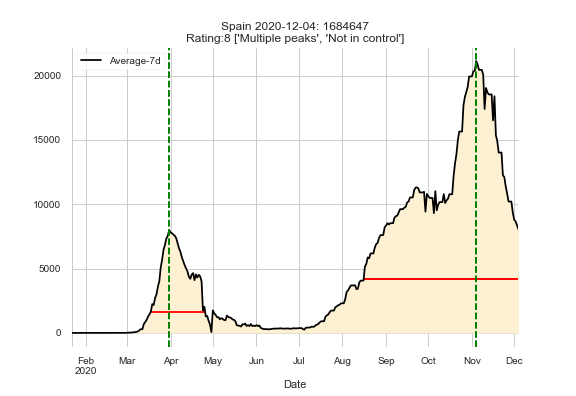 Spain 2020-12-04: 1684647
Rating:8 ['Multiple peaks', 'Not in control']
Average-7d
20000
15000
10000
5000
0
Feb Mar Apr May Jun Jul Aug Sep Oct Nov Dec
2020
Date